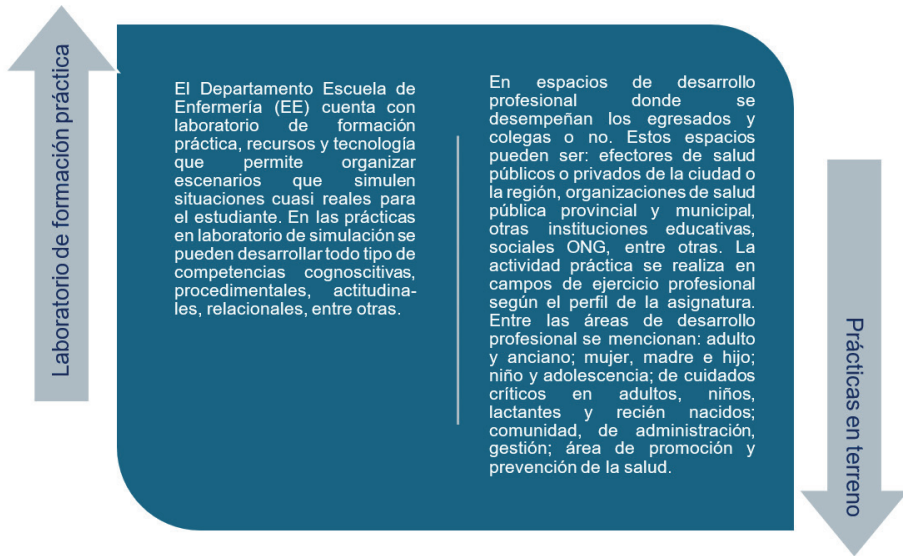 Laboratorio de formación práctica
El Departamento Escuela de
Enfermería (EE) cuenta con
laboratorio de formación
práctica, recursos y tecnología
que permite organizar
escenarios que simulen
situaciones cuasi reales para
el estudiante. En las prácticas
en laboratorio de simulación se
pueden desarrollar todo tipo de
competencias cognoscitivas,
procedimentales, actitudina-
les, relacionales, entre otras.
En espacios de desarrollo
profesional donde se
desempeñan los egresados y
colegas o no. Estos espacios
pueden ser: efectores de salud
públicos o privados de la ciudad o
la región, organizaciones de salud
pública provincial y municipal,
otras instituciones educativas,
sociales ONG, entre otras. La
actividad práctica se realiza en
campos de ejercicio profesional
según el perfil de la asignatura.
Entre las áreas de desarrollo
profesional se mencionan: adulto
y anciano; mujer, madre e hijo;
niño y adolescencia; de cuidados
críticos en adultos, niños,
lactantes y recién nacidos;
comunidad, de administración,
gestión; área de promoción y
prevención de la salud.
Prácticas en terreno